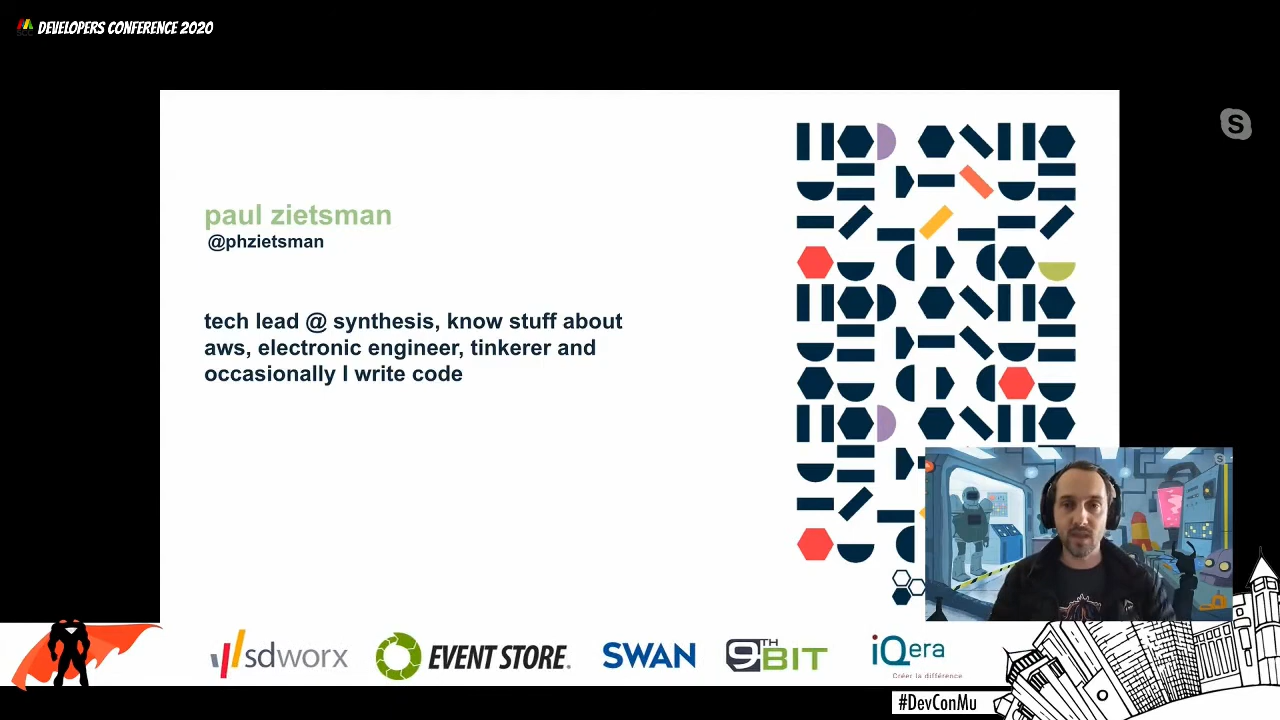 DEVELOPERS CONFERENCE 2020
S
paul zietsman
@phzietsman
tech lead @ synthesis, know stuff about
aws, electronic engineer, tinkerer and
occasionally I write code
sdworx
EVENT STORE.
SWAN
9TH BIT
iQera
Créer la différence
#DevConMu